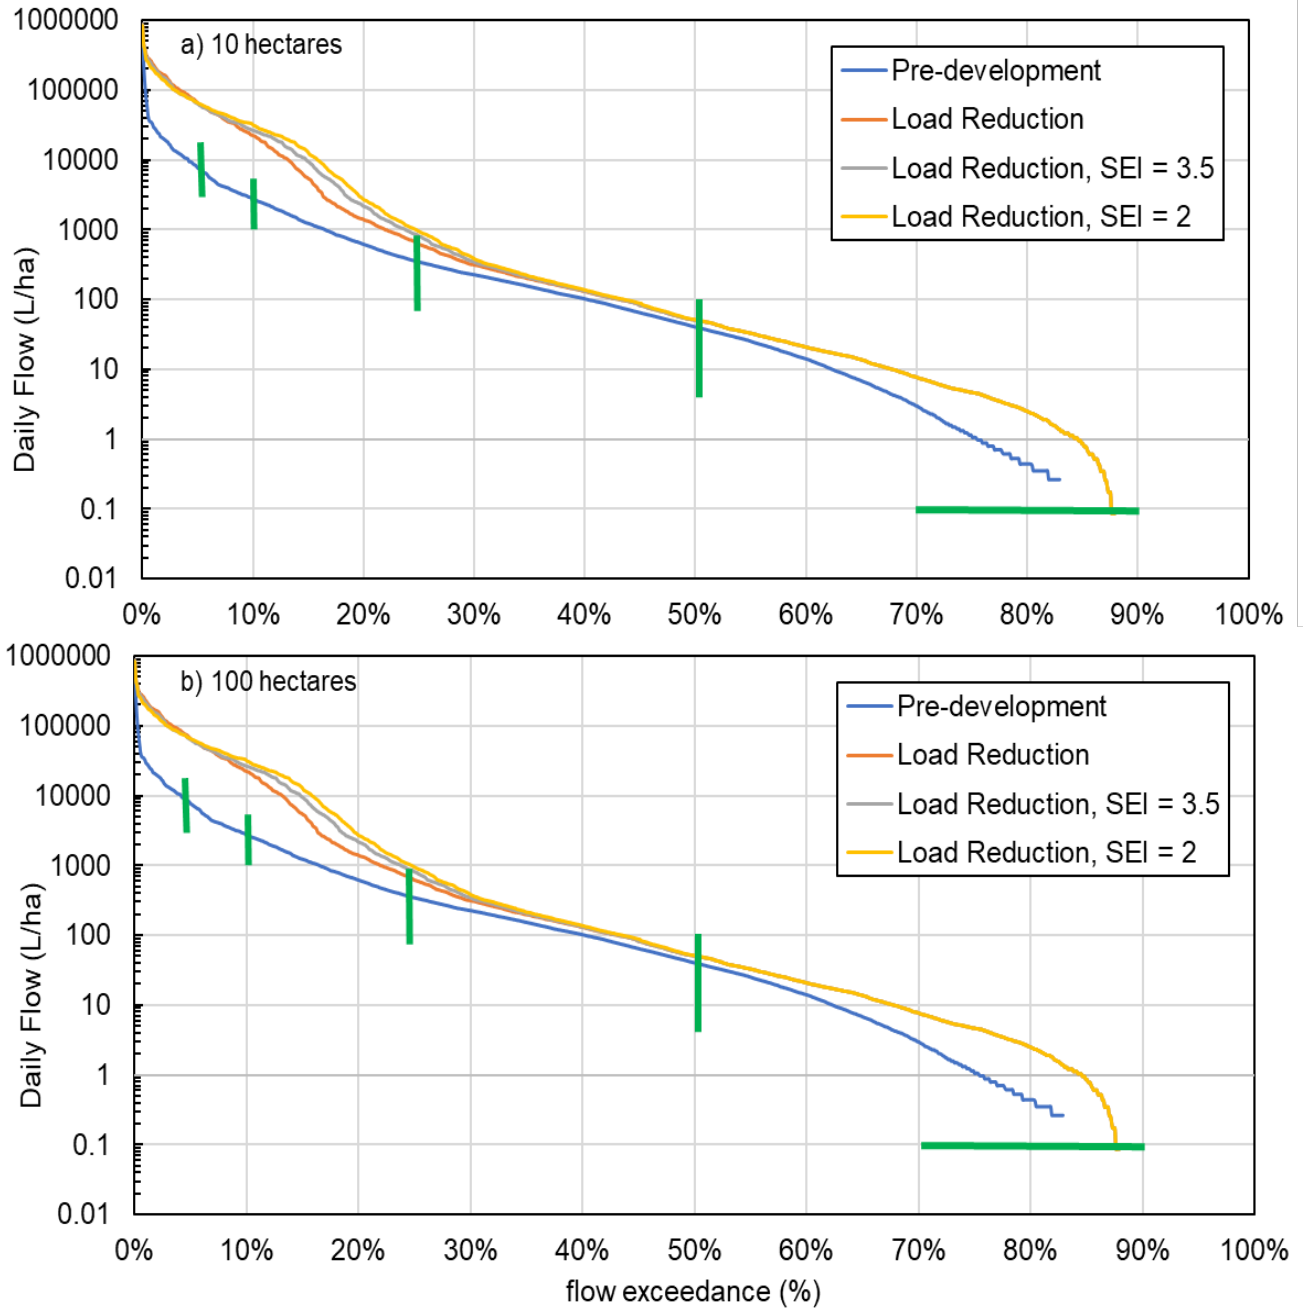 a) 10 hectares
Pre-development
Load Reduction
Load Reduction, SEI = 3.5
Load Reduction, SEI = 2
Daily Flow (L/ha)
1000000
100000
10000
1000
100
10
1
0.1
0.01
0% 10% 20% 30% 40% 50% 60% 70% 80% 90% 100%
b) 100 hectares
Pre-development
Load Reduction
Load Reduction, SEI = 3.5
Load Reduction, SEI = 2
Daily Flow (L/ha)
1000000
1000000
10000
1000
100
10
1
0.1
0.01
0% 10% 20% 30% 40% 50% 60% 70% 80% 90% 100%
flow exceedance (%)